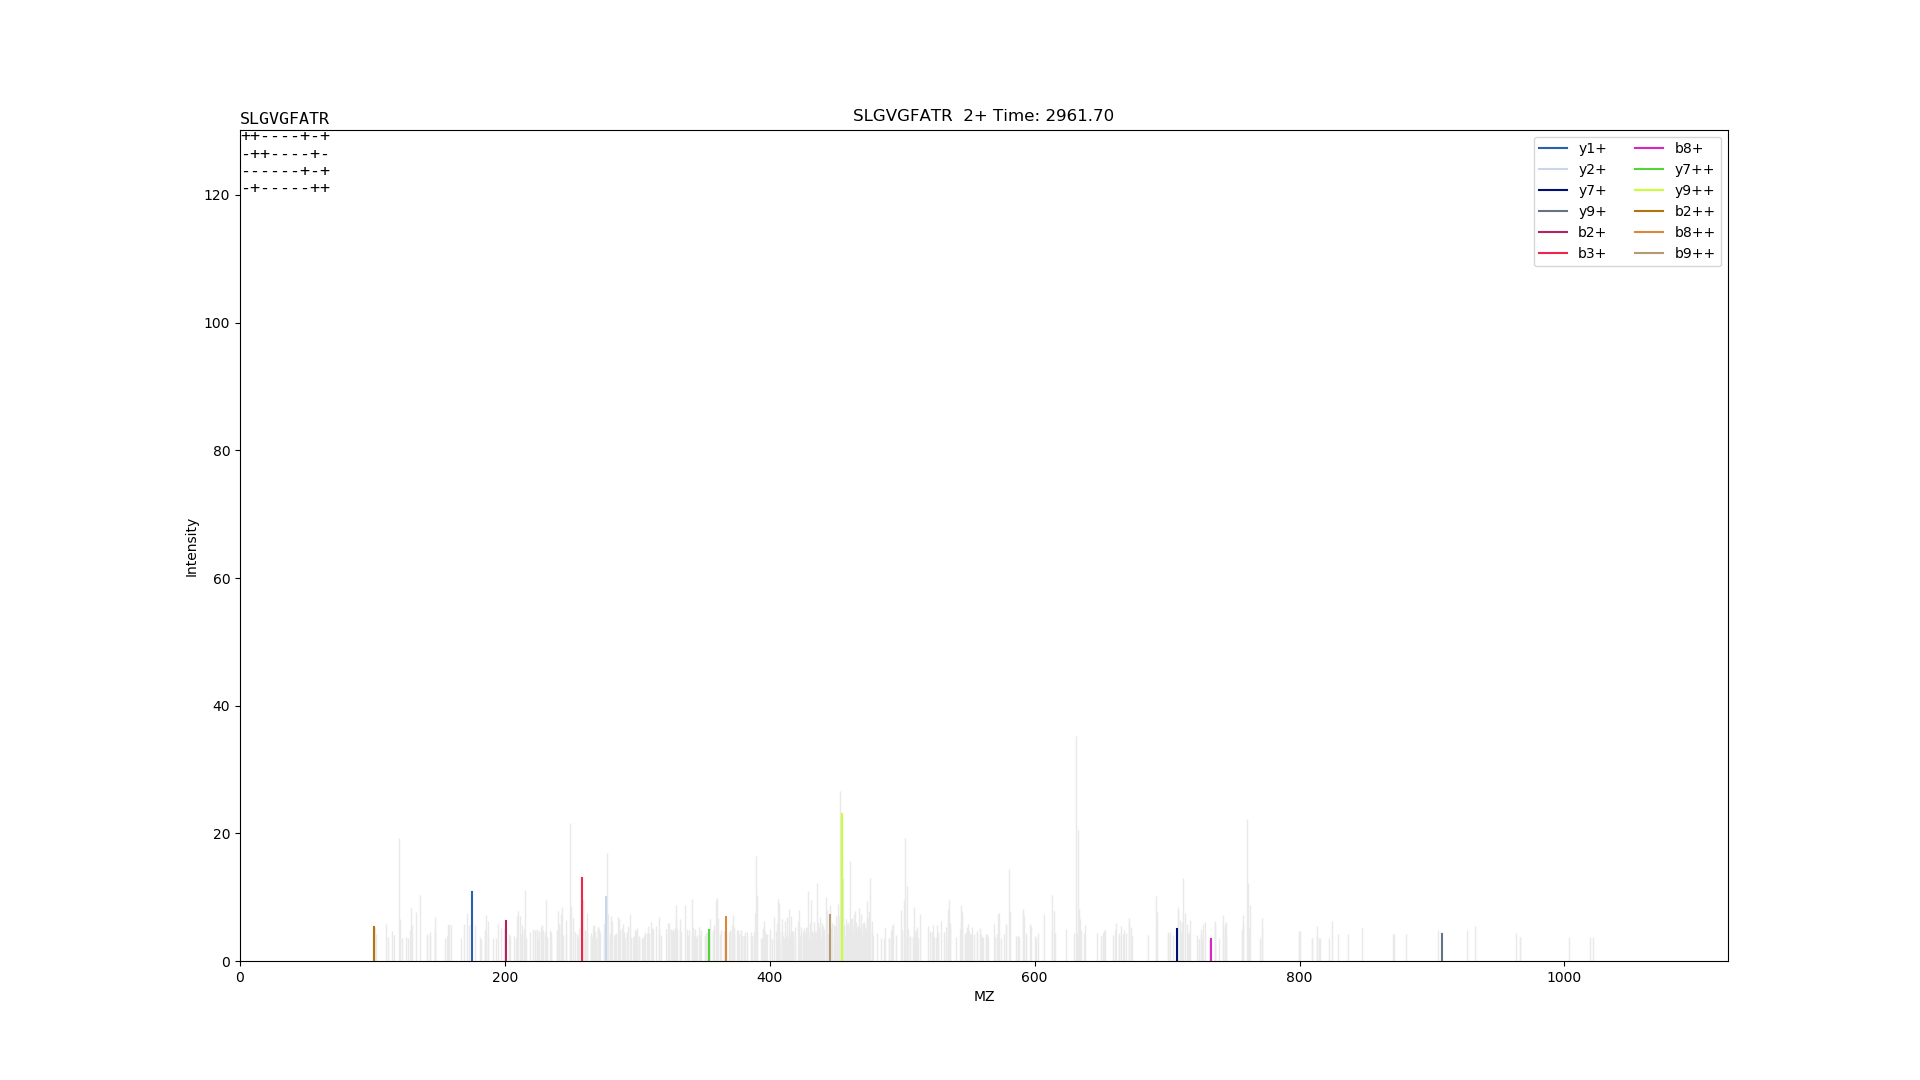 SLGVGFATR
SLGVGFATR  2+ Time: 2961.70
++----+-+
-++----+-
------+-+
-+-----++
y1+
y2+
y7+
y9+
b2+
b3+
b8+
y7++
y9++
b2++
b8++
b9++
120
100
80
60
40
20
0
Intensity
0 200 400 600 800 1000
MZ